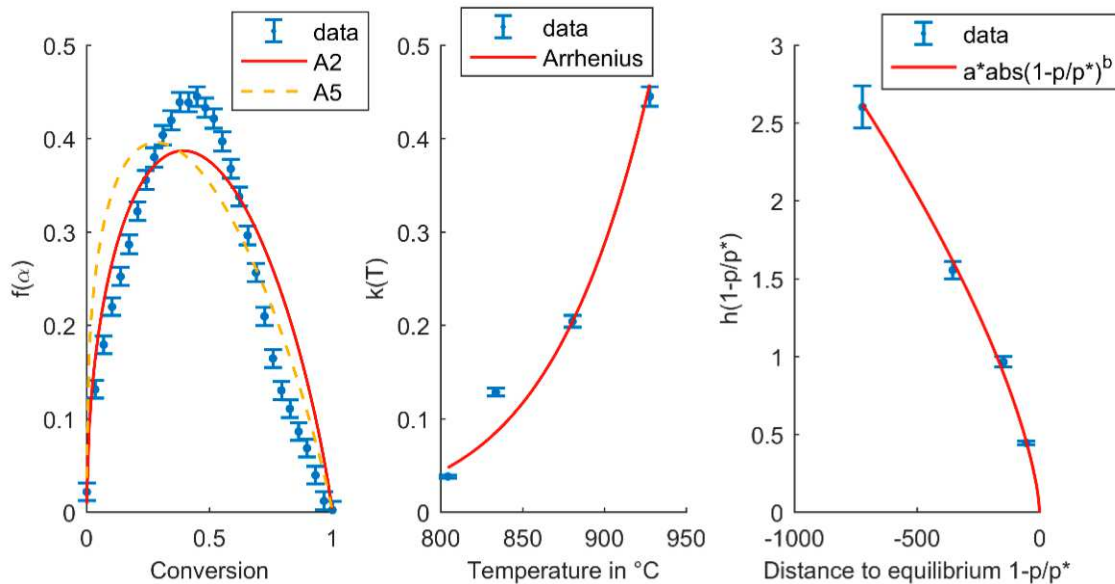 data
A2
A5
f(α)
0.5
0.4
0.3
0.2
0.1
0
0
0.5
1
Conversion
data
Arrhenius
k(T)
0.5
0.4
0.3
0.2
0.1
0
800
850
900
950
Temperature in °C
data
a*abs(1-p/p*)^b
h(1-p/p*)
3
2.5
2
1.5
1
0.5
0
-1000
-500
0
Distance to equilibrium 1-p/p*